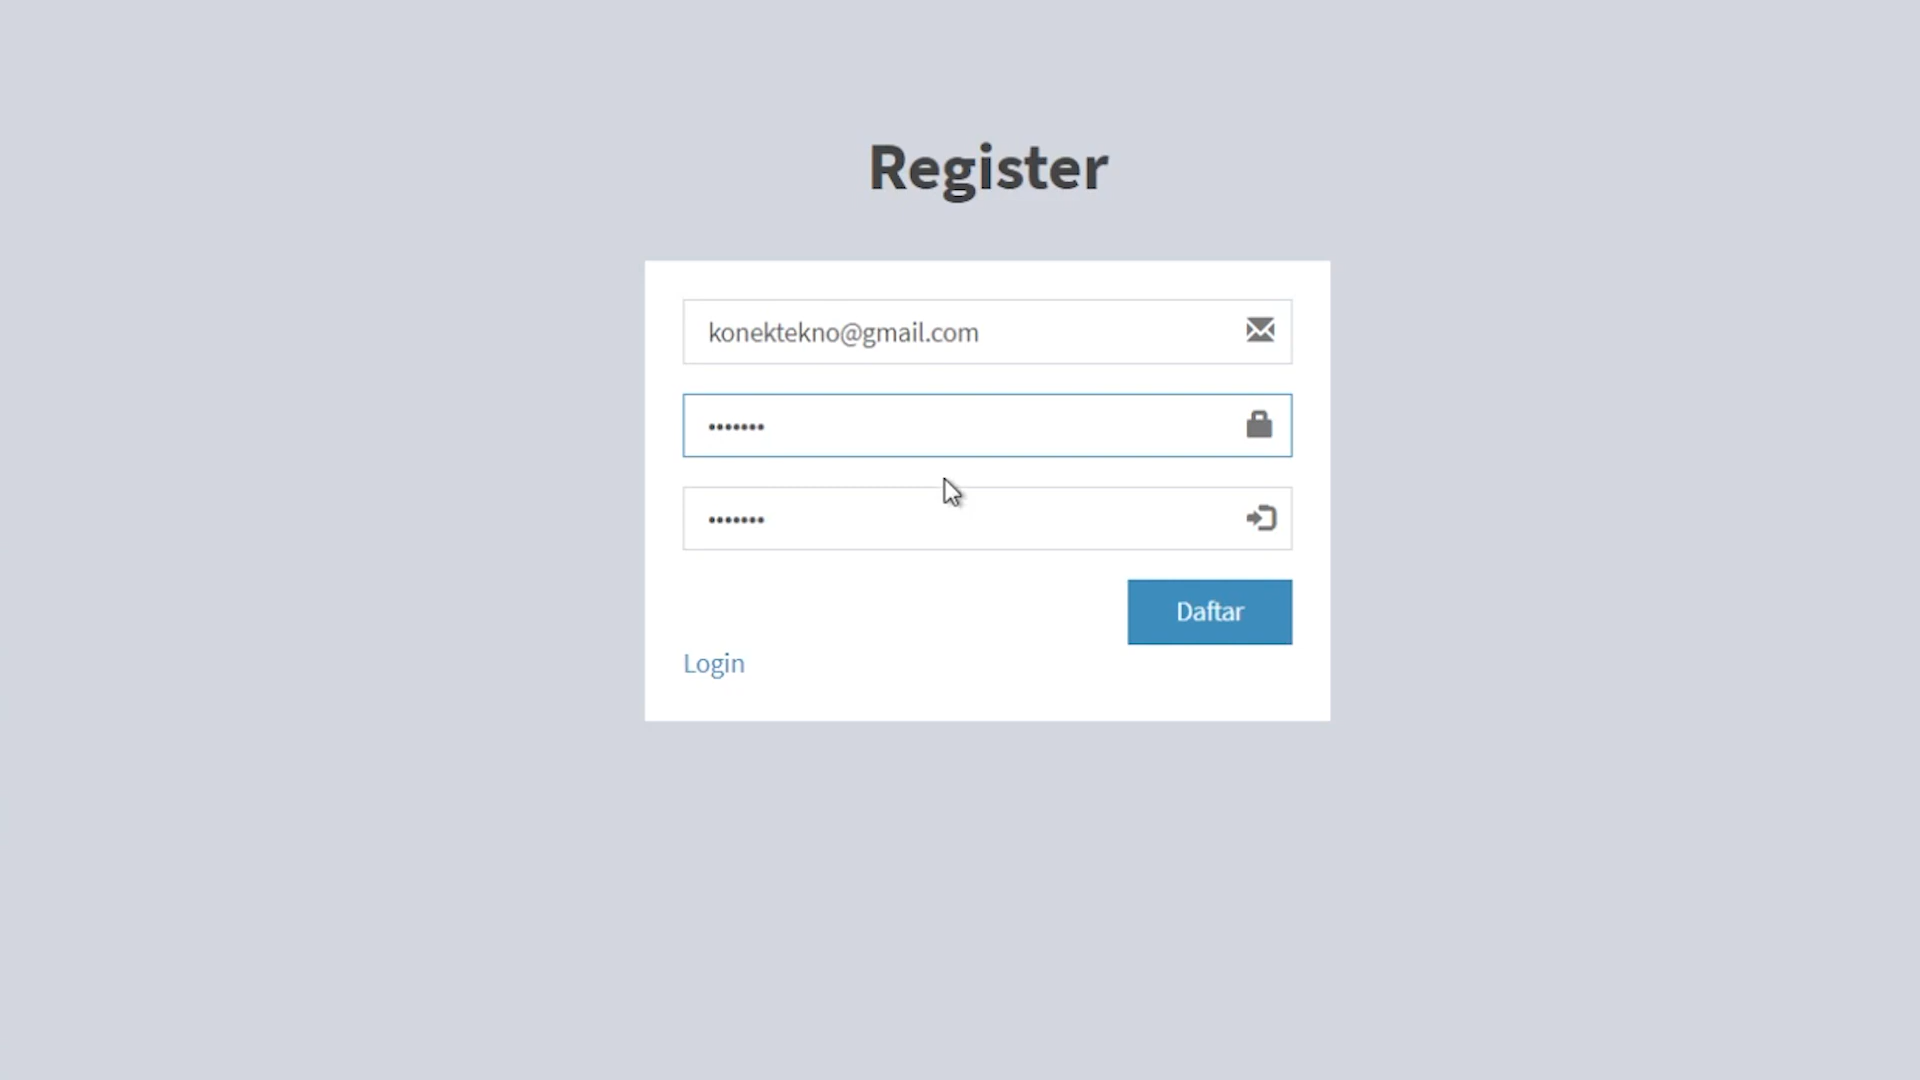 Register
konektekno@gmail.com
•••••••
•••••••
Daftar
Login